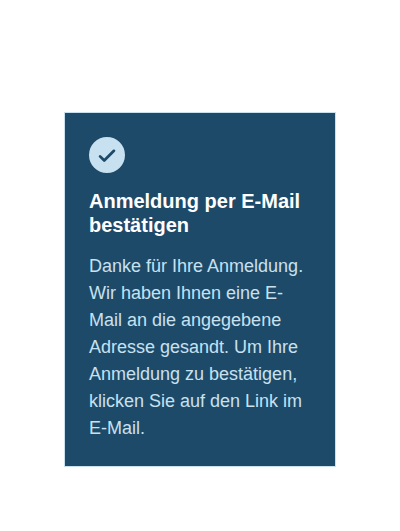 Anmeldung per E-Mail
bestätigen
Danke für Ihre Anmeldung.
Wir haben Ihnen eine E-
Mail an die angegebene
Adresse gesandt. Um Ihre
Anmeldung zu bestätigen,
klicken Sie auf den Link im
E-Mail.